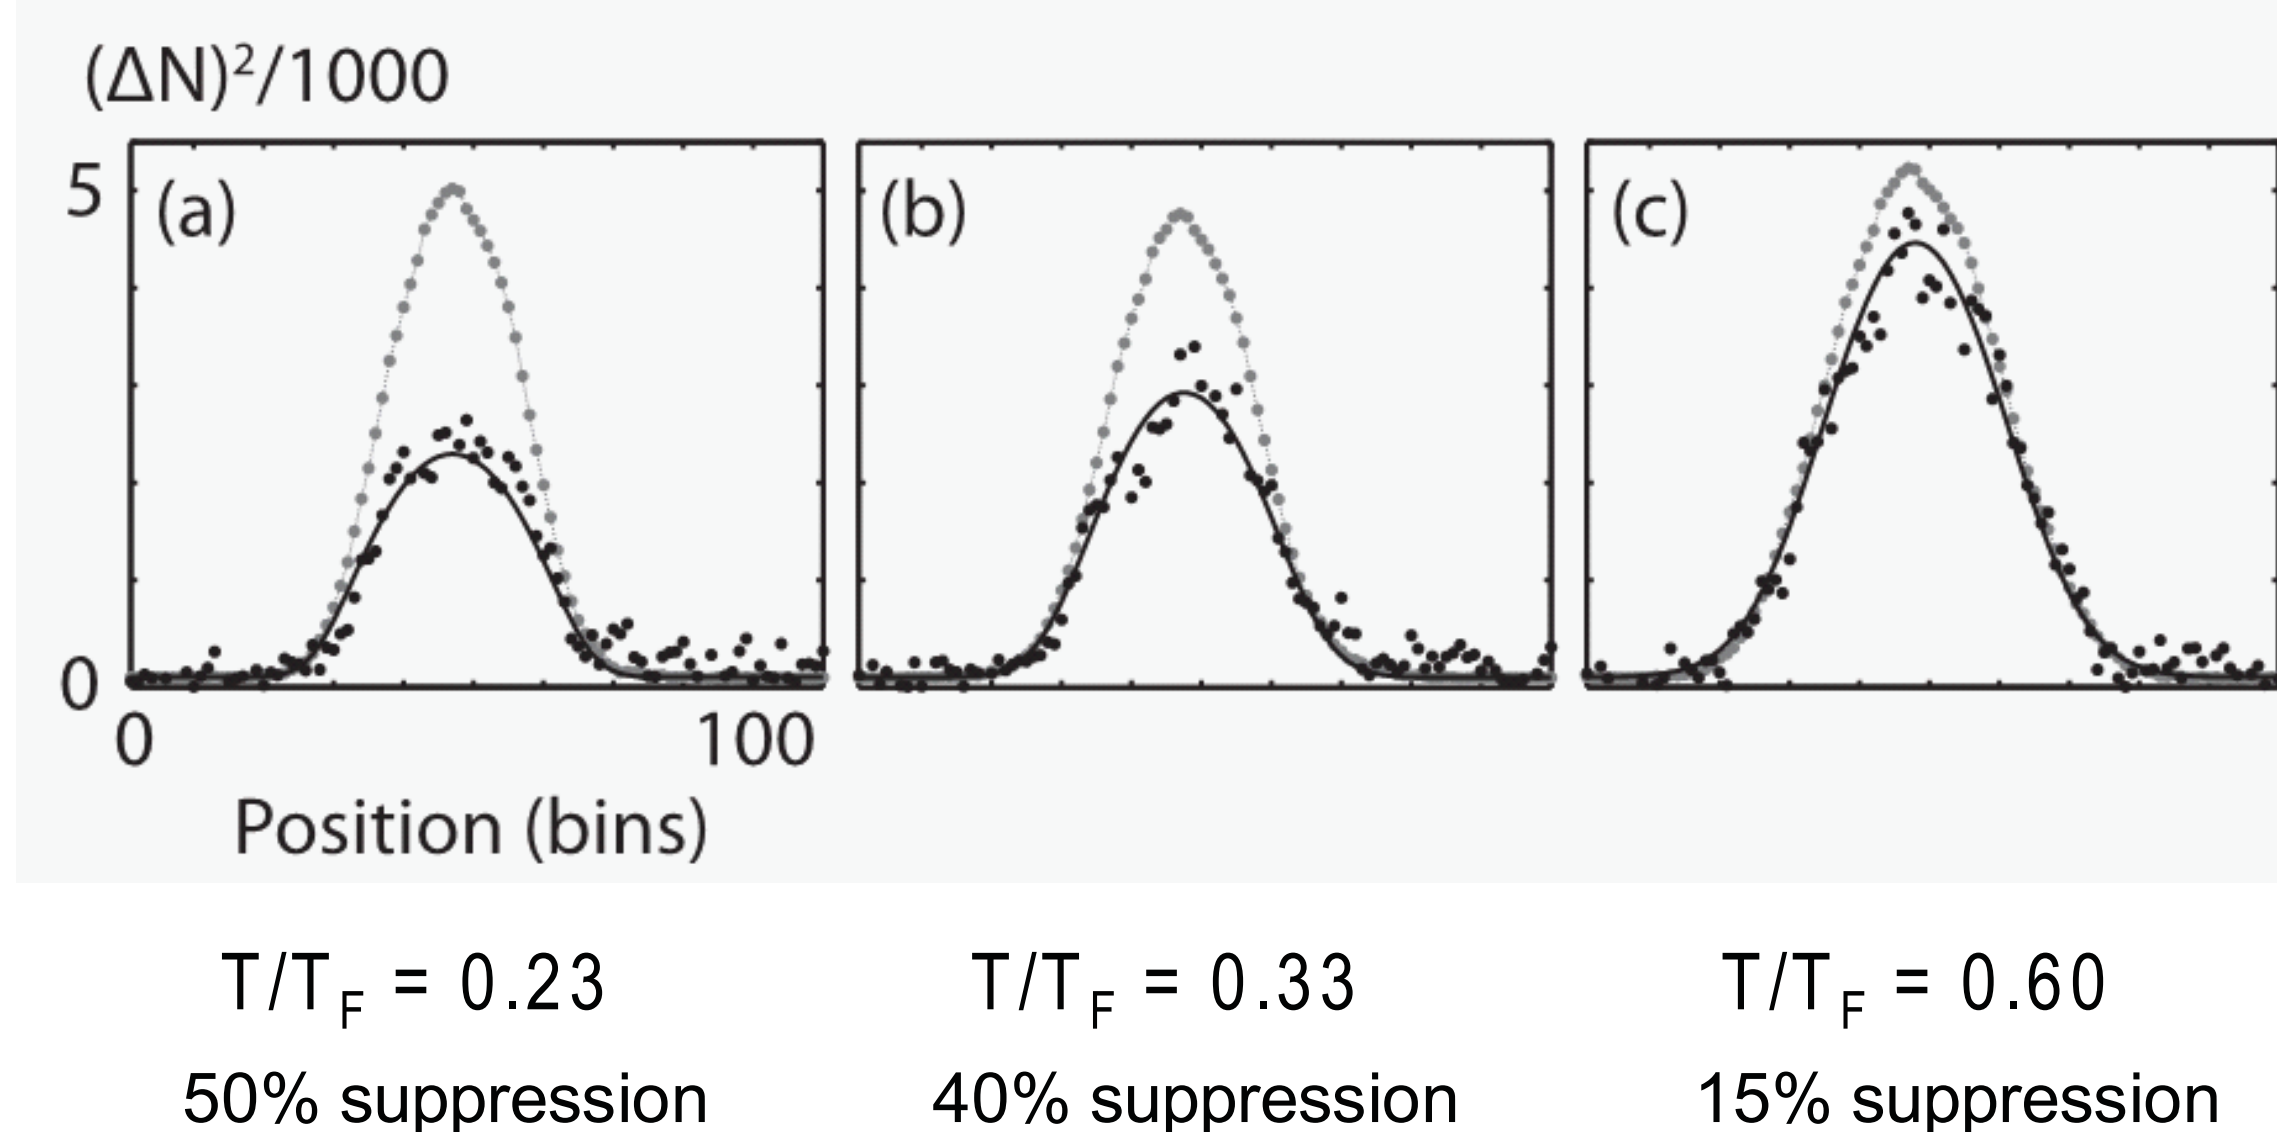 (ΔN)²/1000
5
(a)
(b)
(c)
0
0
100
Position (bins)
T/T_F = 0.23
T/T_F = 0.33
T/T_F = 0.60
50% suppression
40% suppression
15% suppression